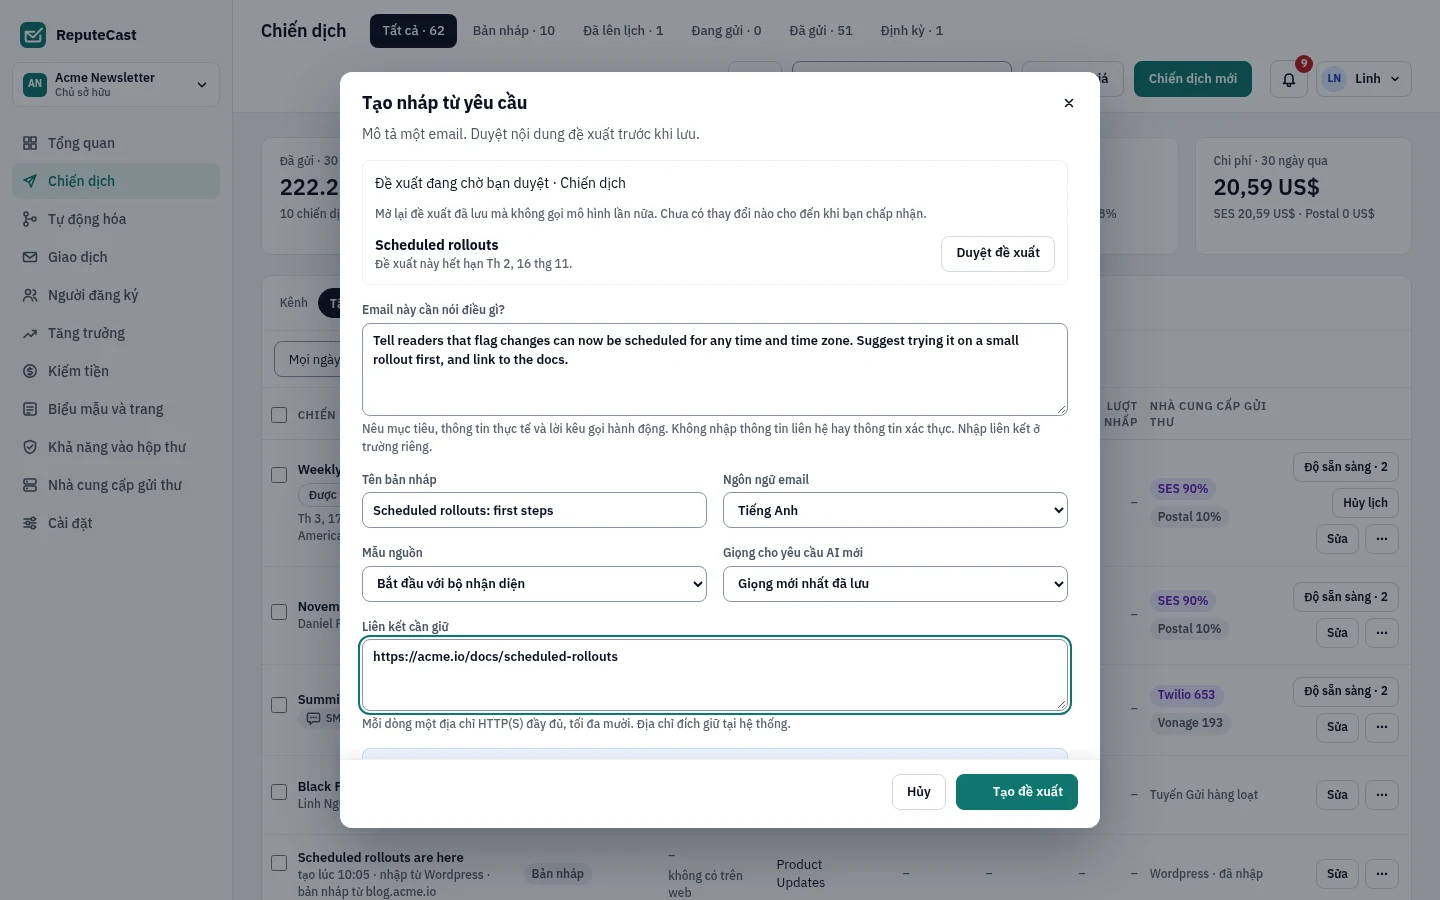 ReputeCast
AN
Acme Newsletter
Chủ sở hữu
Tổng quan
Chiến dịch
Tự động hóa
Giao dịch
Người đăng ký
Tăng trưởng
Kiếm tiền
Biểu mẫu và trang
Khả năng vào hộp thư
Nhà cung cấp gửi thư
Cài đặt
Chiến dịch
Tất cả · 62
Bản nháp · 10
Đã lên lịch · 1
Đang gửi · 0
Đã gửi · 51
Định kỳ · 1
Chiến dịch mới
9
LN
Linh
Đã gửi · 30
222.2
10 chiến dị
8%
Chi phí · 30 ngày qua
20,59 US$
SES 20,59 US$ · Postal 0 US$
Kênh
Mọi ngày
Tạo nháp từ yêu cầu
Mô tả một email. Duyệt nội dung đề xuất trước khi lưu.
Đề xuất đang chờ bạn duyệt · Chiến dịch
Mở lại đề xuất đã lưu mà không gọi mô hình lần nữa. Chưa có thay đổi nào cho đến khi bạn chấp nhận.
Scheduled rollouts
Đề xuất này hết hạn Th 2, 16 thg 11.
Duyệt đề xuất
Email này cần nói điều gì?
Tell readers that flag changes can now be scheduled for any time and time zone. Suggest trying it on a small
rollout first, and link to the docs.
Nêu mục tiêu, thông tin thực tế và lời kêu gọi hành động. Không nhập thông tin liên hệ hay thông tin xác thực. Nhập liên kết ở
trường riêng.
Tên bản nháp
Ngôn ngữ email
Scheduled rollouts: first steps
Tiếng Anh
Mẫu nguồn
Giọng cho yêu cầu AI mới
Bắt đầu với bộ nhận diện
Giọng mới nhất đã lưu
Liên kết cần giữ
https://acme.io/docs/scheduled-rollouts
Mỗi dòng một địa chỉ HTTP(S) đầy đủ, tối đa mười. Địa chỉ đích giữ tại hệ thống.
Hủy
Tạo đề xuất
CHIẾN
LƯỢT
NHẤP
NHÀ CUNG CẤP GỬI
THƯ
Weekly
Được
Th 3, 17
America
–
SES 90%
Postal 10%
Độ sẵn sàng · 2
Hủy lịch
Sửa
Novem
Daniel F
–
SES 90%
Postal 10%
Độ sẵn sàng · 2
Sửa
Summi
SM
–
Twilio 653
Vonage 193
Độ sẵn sàng · 2
Sửa
Black F
Linh Ng
–
Tuyến Gửi hàng loạt
Sửa
Scheduled rollouts are here
tạo lúc 10:05 · nhập từ Wordpress ·
bản nháp từ blog.acme.io
Bản nháp
–
không có trên
web
Product
Updates
–
–
–
–
Wordpress · đã nhập
Sửa